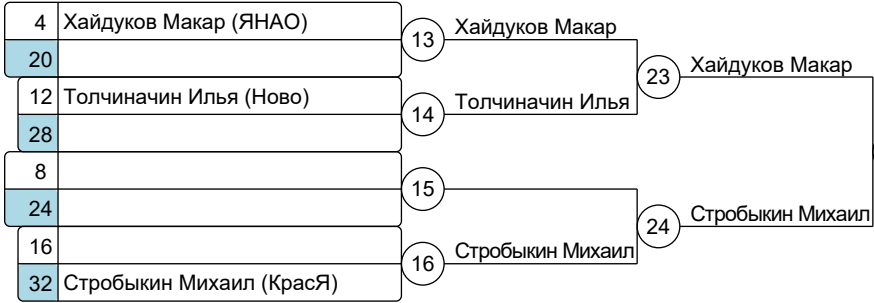 4 Хайдуков Макар (ЯНАО)
20
12 Толчиначин Илья (Ново)
28
8
24
16
32 Стробыкин Михаил (КрасЯ)
13 Хайдуков Макар
14 Толчиначин Илья
15
16 Стробыкин Михаил
23 Хайдуков Макар
24 Стробыкин Михаил